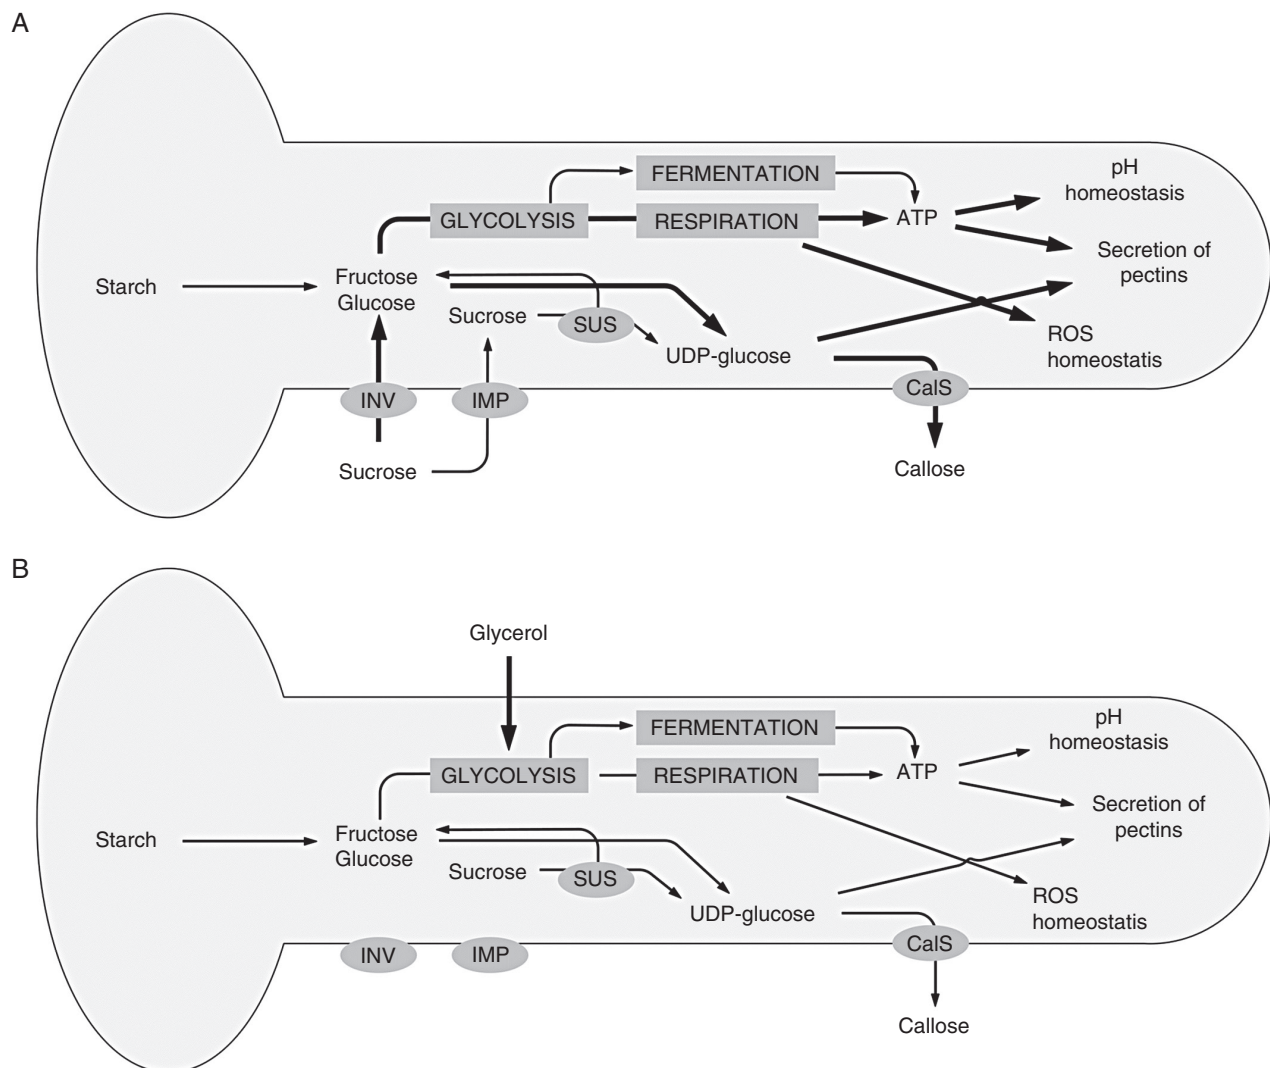 A
FERMENTATION
pH
homeostasis
GLYCOLYSIS
RESPIRATION
ATP
Secretion of
pectins
Starch
Fructose
Glucose
Sucrose
SUS
UDP-glucose
ROS
homeostatis
INV
IMP
CalS
Sucrose
Callose
B
Glycerol
FERMENTATION
pH
homeostasis
GLYCOLYSIS
RESPIRATION
ATP
Secretion of
pectins
Starch
Fructose
Glucose
Sucrose
SUS
UDP-glucose
ROS
homeostatis
INV
IMP
CalS
Callose